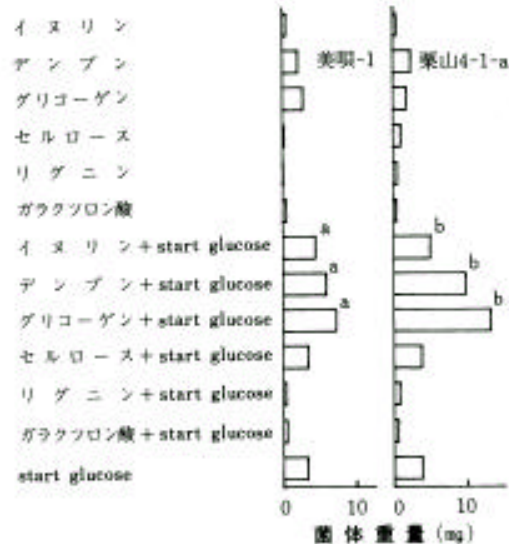 イヌリン
デンプン 美唄-1 栗山4-1-a
グリコーゲン
セルロース
リグニン
ガラクツロン酸
イヌリン+start glucose a b
デンプン+start glucose a b
グリコーゲン+start glucose a b
セルロース+start glucose
リグニン+start glucose
ガラクツロン酸+start glucose
start glucose
0 10 0 10
菌体重量 (mg)